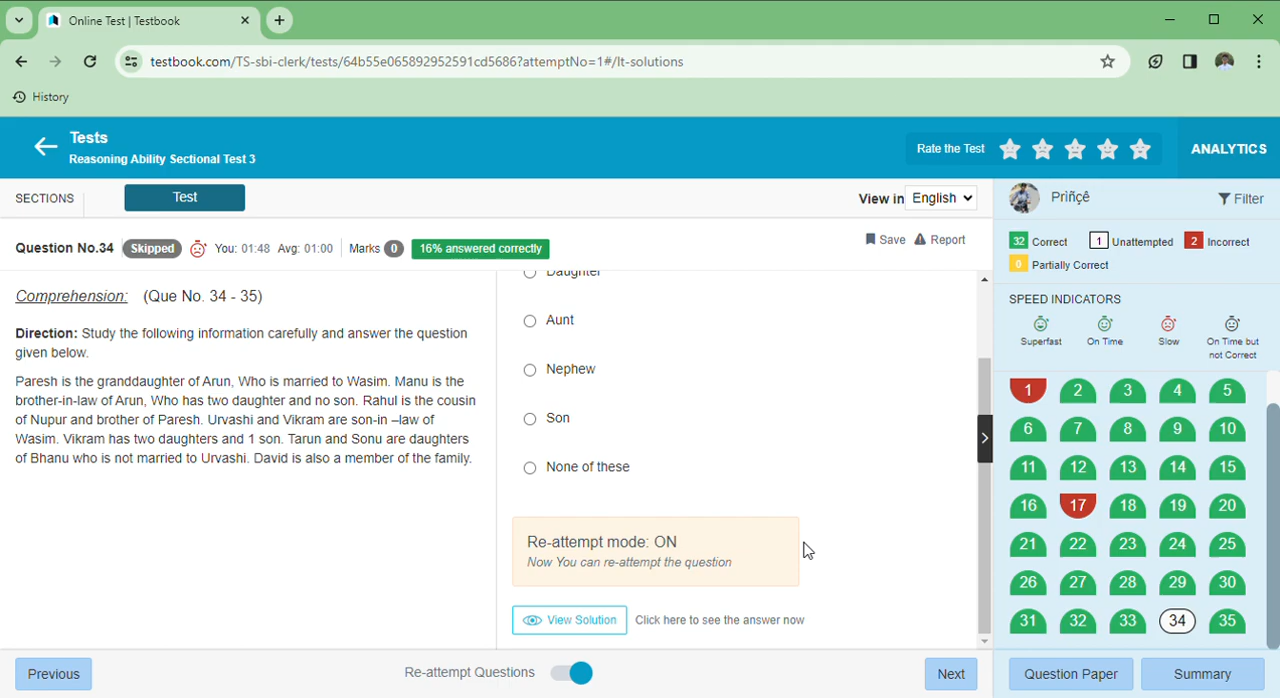 Online Test | Testbook
testbook.com/TS-sbi-clerk/tests/64b55e065892952591cd5686?attemptNo=1#/lt-solutions
History
Tests
Reasoning Ability Sectional Test 3
Rate the Test
ANALYTICS
SECTIONS
Test
View in English
Prìñçê
Filter
Question No.34 Skipped You: 01:48 Avg: 01:00 Marks 0 16% answered correctly
Save Report
32 Correct 1 Unattempted 2 Incorrect
0 Partially Correct
Comprehension: (Que No. 34 - 35)
Direction: Study the following information carefully and answer the question
given below.
Paresh is the granddaughter of Arun, Who is married to Wasim. Manu is the
brother-in-law of Arun, Who has two daughter and no son. Rahul is the cousin
of Nupur and brother of Paresh. Urvashi and Vikram are son-in –law of
Wasim. Vikram has two daughters and 1 son. Tarun and Sonu are daughters
of Bhanu who is not married to Urvashi. David is also a member of the family.
Daughter
Aunt
Nephew
Son
None of these
Re-attempt mode: ON
Now You can re-attempt the question
View Solution Click here to see the answer now
SPEED INDICATORS
Superfast On Time Slow On Time but
not Correct
1 2 3 4 5
6 7 8 9 10
11 12 13 14 15
16 17 18 19 20
21 22 23 24 25
26 27 28 29 30
31 32 33 34 35
Previous
Re-attempt Questions
Next
Question Paper
Summary